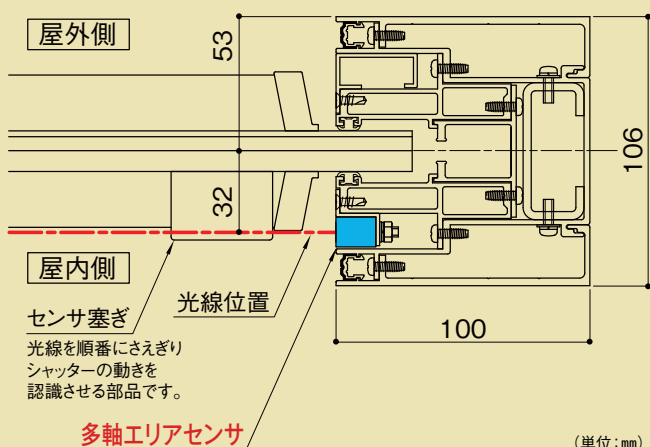 屋外側
53
106
32
屋内側
センサ塞ぎ
光線を順番にさえぎり
シャッターの動きを
認識させる部品です。
光線位置
100
多軸エリアセンサ
(単位:mm)